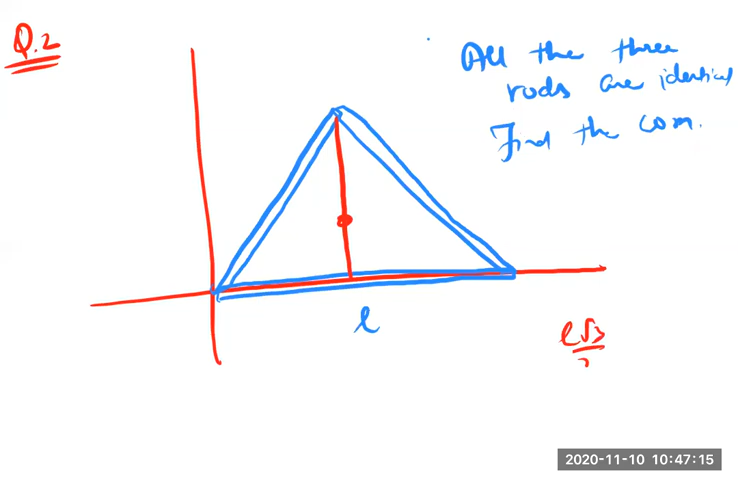 Q.2
All the three
rods are identical
Find the com.
l
l√3
2020-11-10 10:47:15